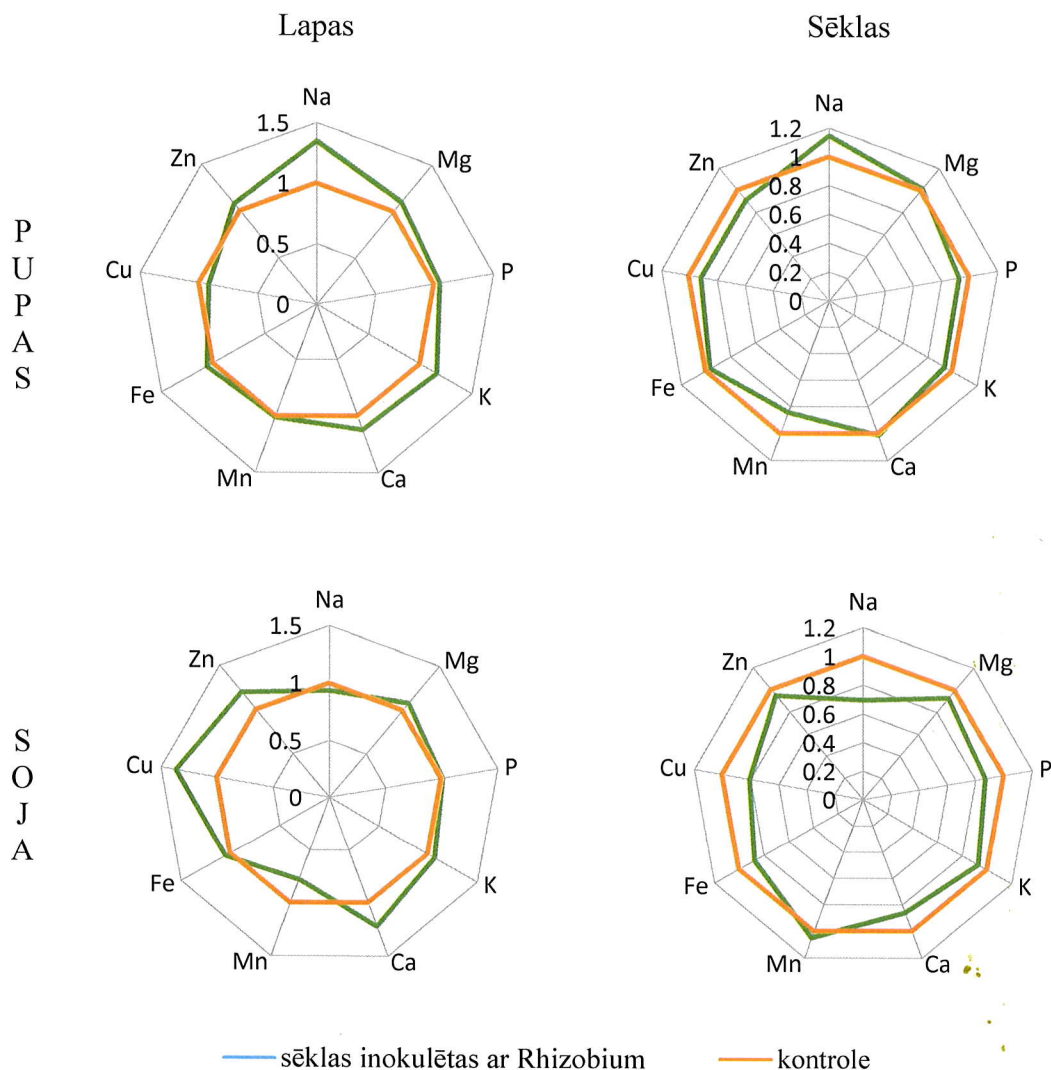 Lapas
Sēklas
PUPAS
Na
1.5
Zn
Mg
1
0.5
Cu
P
0
Fe
K
Mn
Ca
Na
1.2
Zn
Mg
1
0.8
0.6
0.4
Cu
P
0.2
0
Fe
K
Mn
Ca
SOJA
Na
1.5
Zn
Mg
1
0.5
Cu
P
0
Fe
K
Mn
Ca
Na
1.2
Zn
Mg
1
0.8
0.6
0.4
Cu
P
0.2
0
Fe
K
Mn
Ca
sēklas inokulētas ar Rhizobium
kontrole